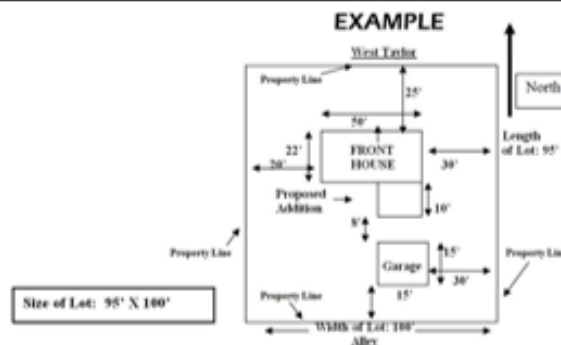 EXAMPLE
West Taylor
Property Line
North
25'
50'
22'
FRONT
HOUSE
Length
of Lot: 95'
20'
30'
Proposed
Addition
10'
8'
Property Line
15'
Property Line
Garage
30'
15'
Size of Lot: 95' X 100'
Property Line
Width of Lot: 100'
Alley